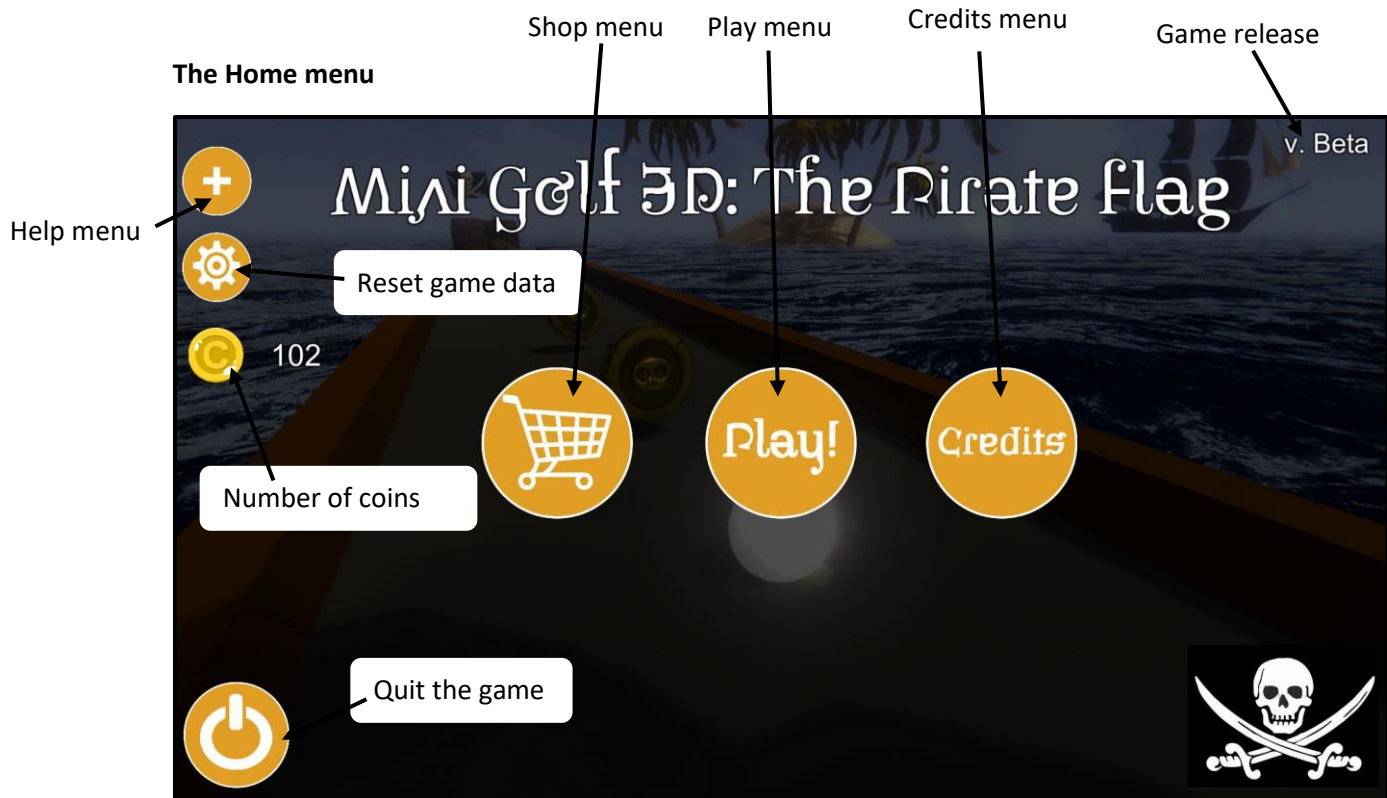 Shop menu
Play menu
Credits menu
Game release
The Home menu
v. Beta
Mini Golf 3D: The Pirate Flag
Help menu
Reset game data
102
Play!
Credits
Number of coins
Quit the game